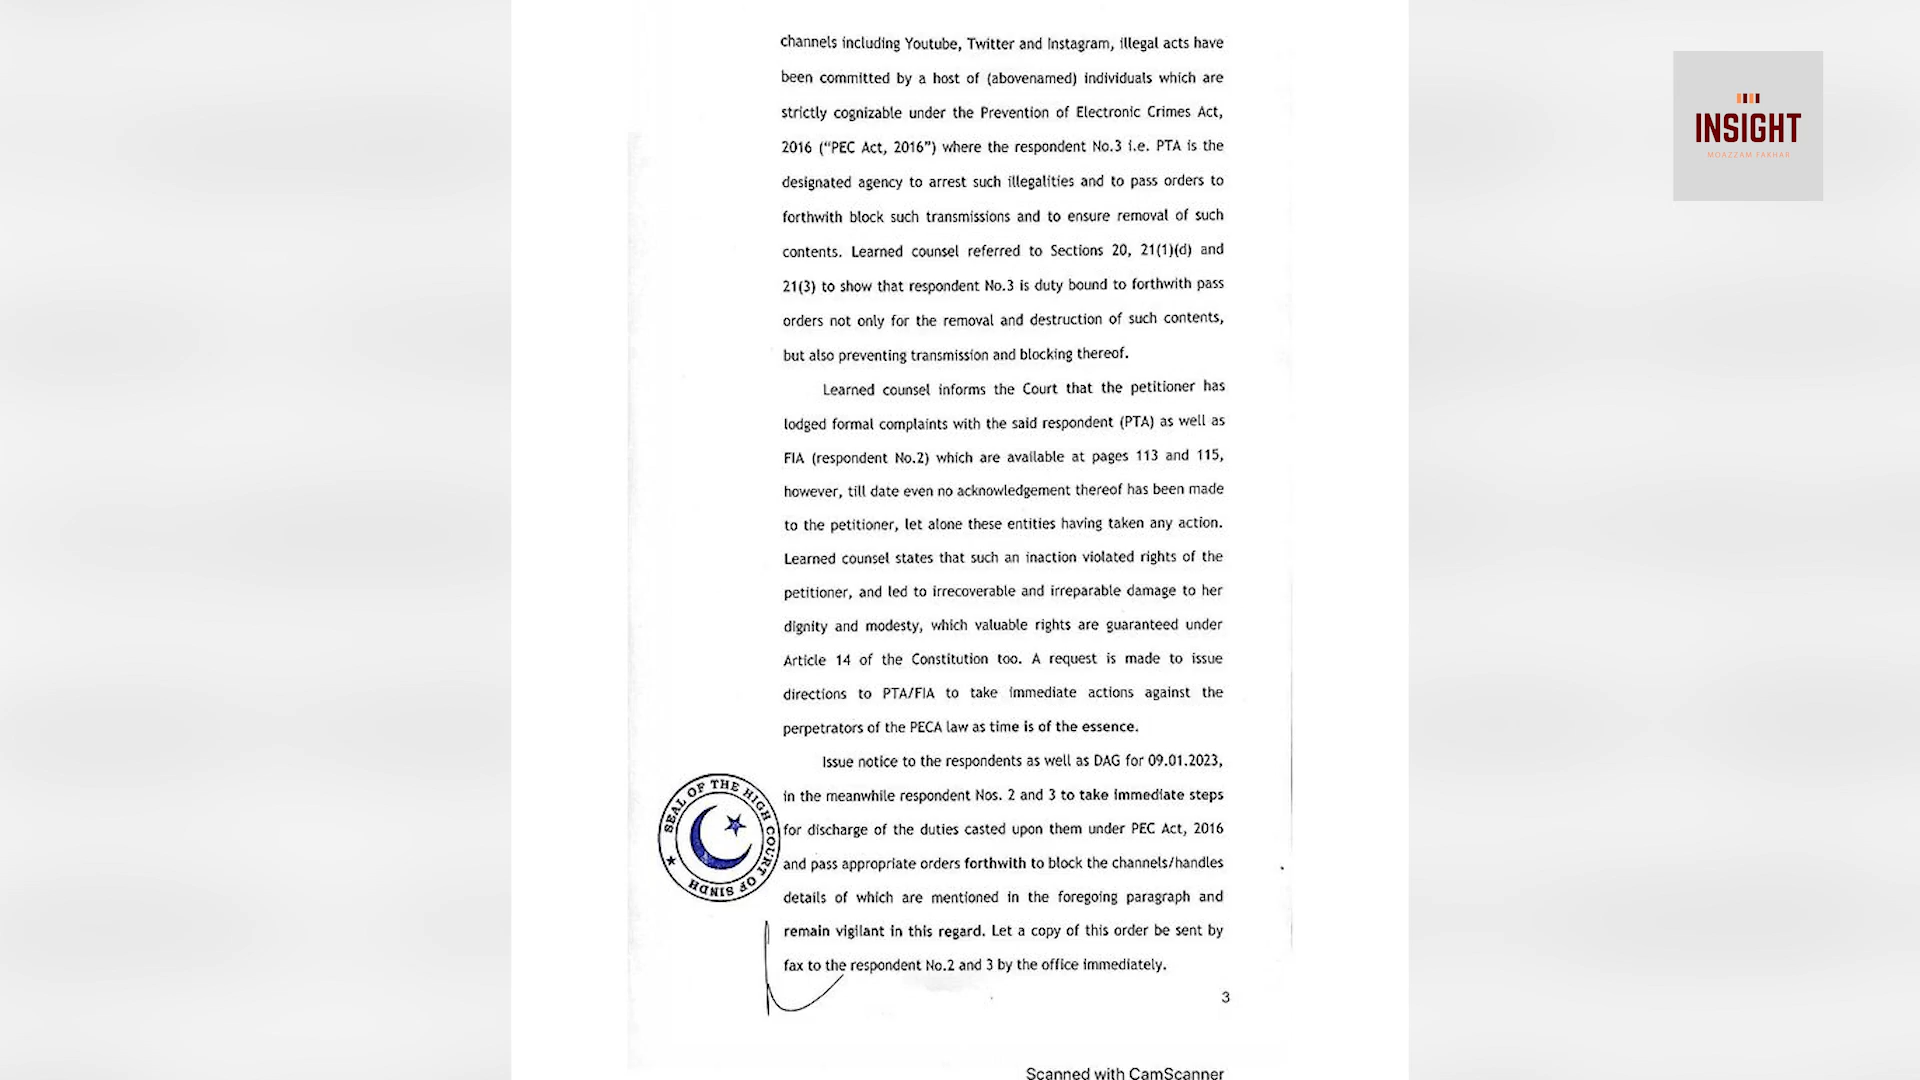 channels including Youtube, Twitter and Instagram, illegal acts have
been committed by a host of (abovenamed) individuals which are
strictly cognizable under the Prevention of Electronic Crimes Act,
2016 (“PEC Act, 2016”) where the respondent No.3 i.e. PTA is the
designated agency to arrest such illegalities and to pass orders to
forthwith block such transmissions and to ensure removal of such
contents. Learned counsel referred to Sections 20, 21(1)(d) and
21(3) to show that respondent No.3 is duty bound to forthwith pass
orders not only for the removal and destruction of such contents,
but also preventing transmission and blocking thereof.
Learned counsel informs the Court that the petitioner has
lodged formal complaints with the said respondent (PTA) as well as
FIA (respondent No.2) which are available at pages 113 and 115,
however, till date even no acknowledgement thereof has been made
to the petitioner, let alone these entities having taken any action.
Learned counsel states that such an inaction violated rights of the
petitioner, and led to irrecoverable and irreparable damage to her
dignity and modesty, which valuable rights are guaranteed under
Article 14 of the Constitution too. A request is made to issue
directions to PTA/FIA to take immediate actions against the
perpetrators of the PECA law as time is of the essence.
Issue notice to the respondents as well as DAG for 09.01.2023,
in the meanwhile respondent Nos. 2 and 3 to take immediate steps
for discharge of the duties casted upon them under PEC Act, 2016
and pass appropriate orders forthwith to block the channels/handles
details of which are mentioned in the foregoing paragraph and
remain vigilant in this regard. Let a copy of this order be sent by
fax to the respondent No.2 and 3 by the office immediately.
3
Scanned with CamScanner
SEAL OF THE HIGH COURT OF SINDH
INSIGHT
MOAZZAM FAKHAR